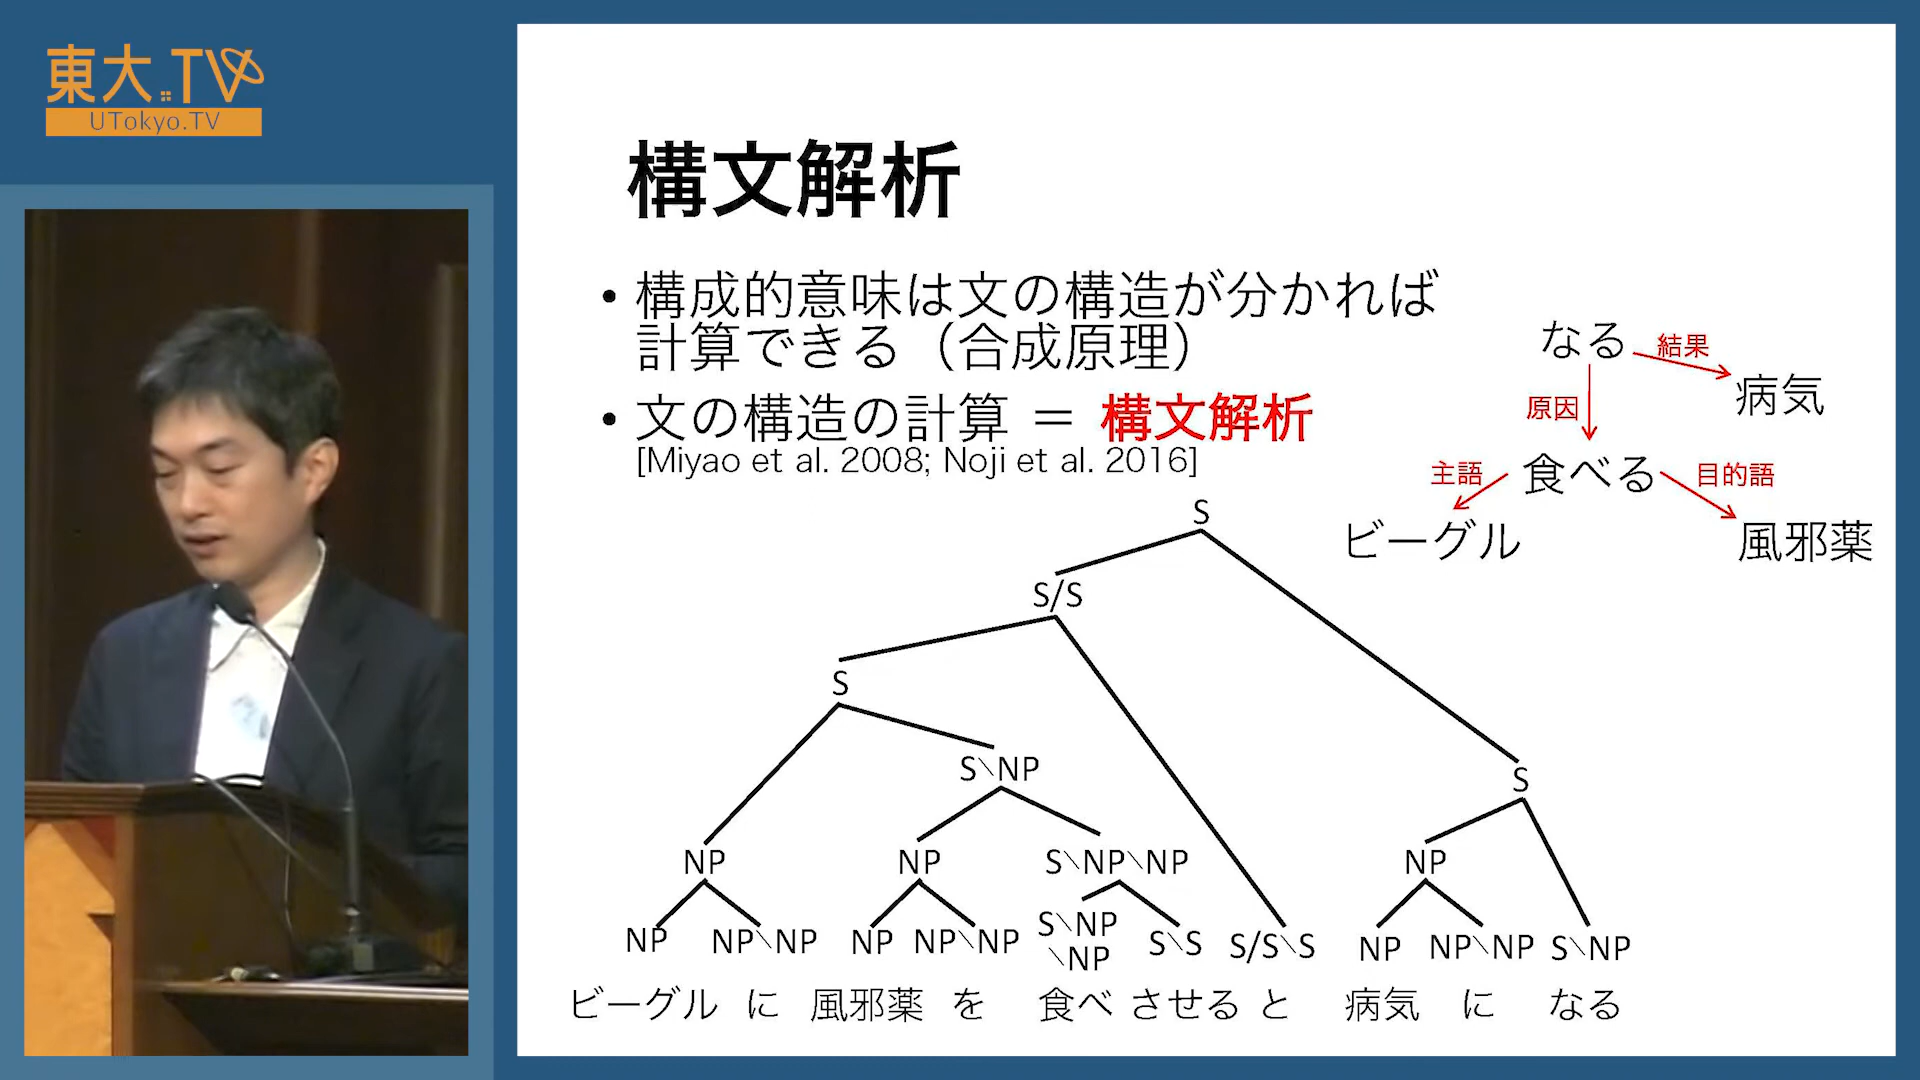 東大.TV
UTokyo.TV
構文解析
• 構成的意味は文の構造が分かれば
計算できる（合成原理）
• 文の構造の計算 ＝ 構文解析
[Miyao et al. 2008; Noji et al. 2016]
なる
結果
病気
原因
主語
食べる
目的語
ビーグル
風邪薬
S
S/S
S
S\NP
S
NP
NP
S\NP\NP
NP
NP
NP\NP
NP
NP\NP
S\NP
\NP
S\S
S/S\S
NP
NP\NP
S\NP
ビーグル に 風邪薬 を 食べ させる と 病気 に なる